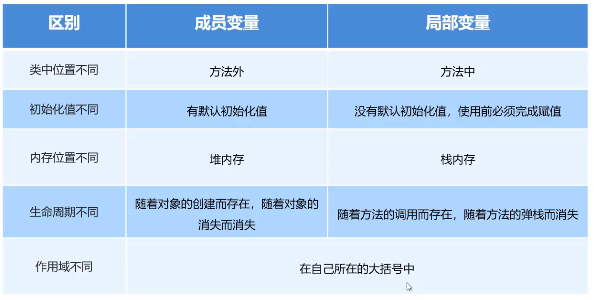 区别 成员变量 局部变量
类中位置不同 方法外 方法中
初始化值不同 有默认初始化值 没有默认初始化值，使用前必须完成赋值
内存位置不同 堆内存 栈内存
生命周期不同 随着对象的创建而存在，随着对象的
消失而消失 随着方法的调用而存在，随着方法的弹栈而消失
作用域不同 在自己所在的大括号中